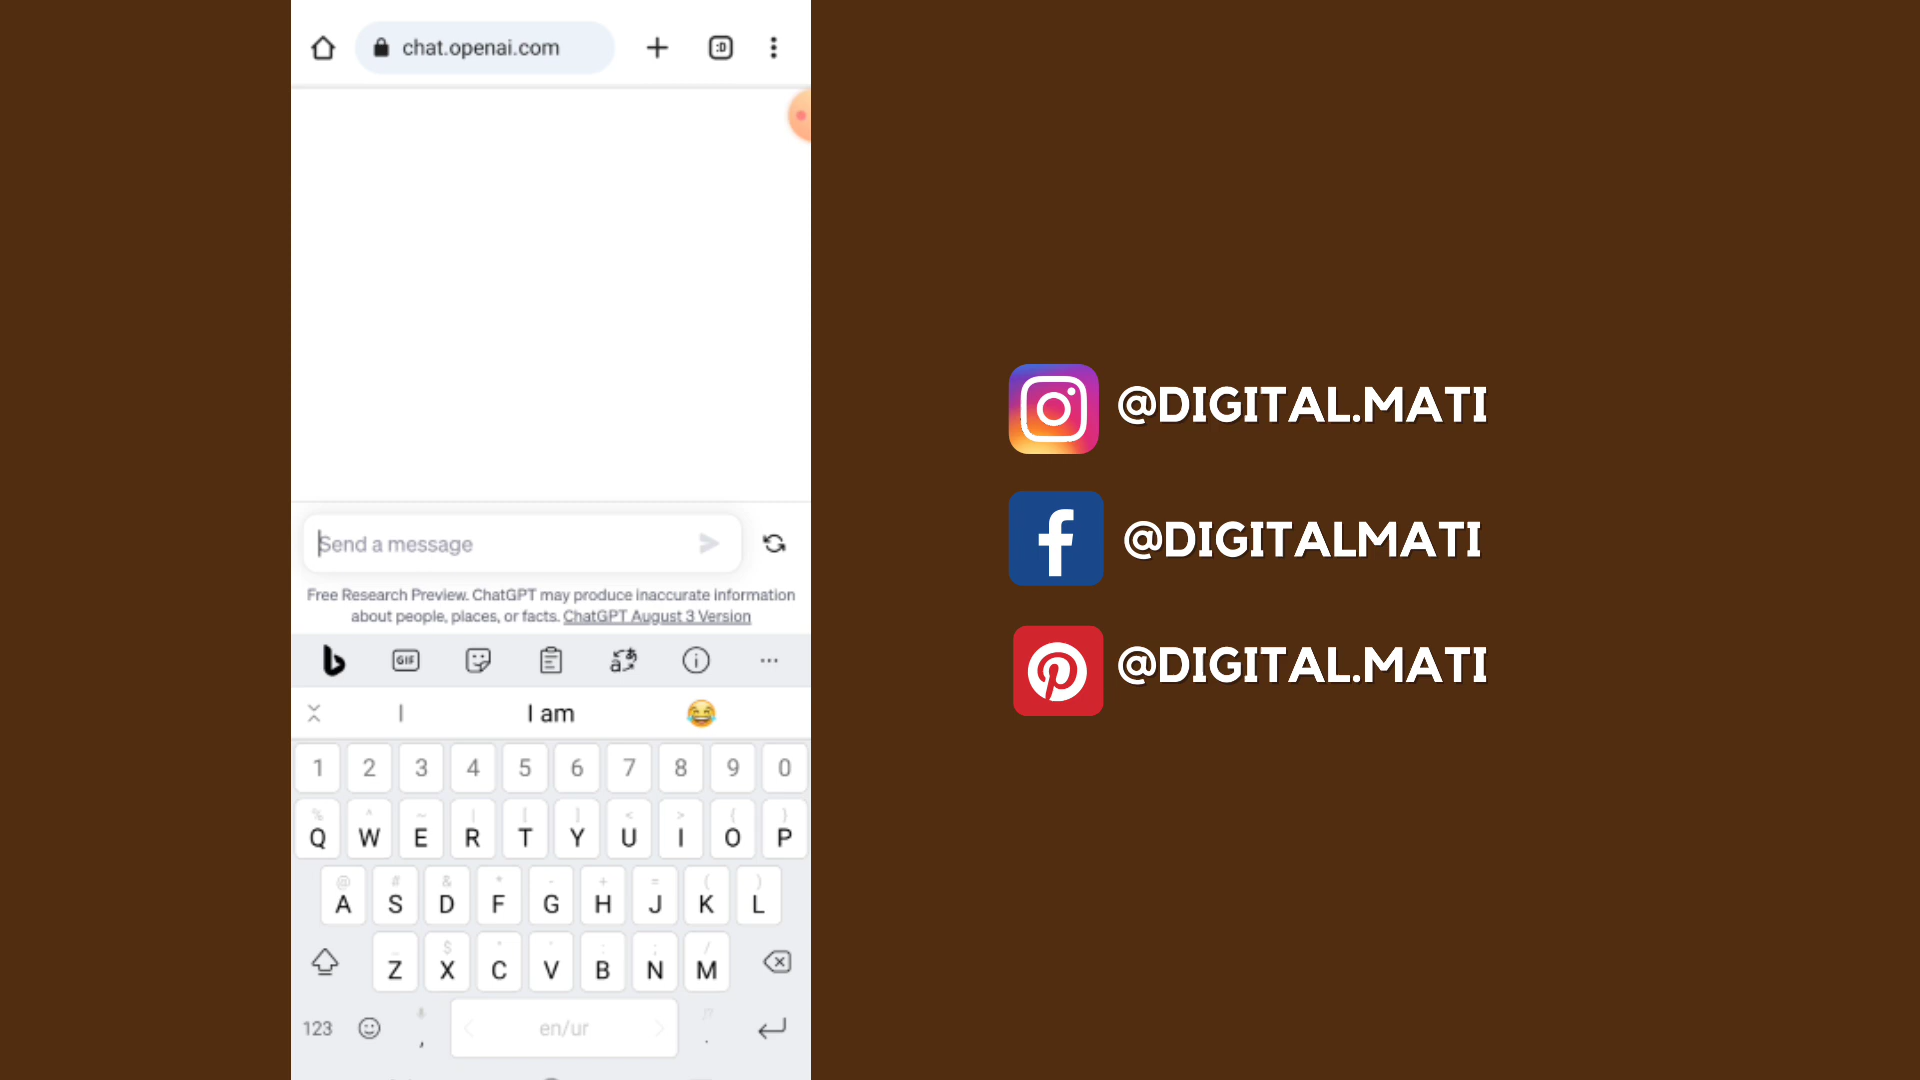 chat.openai.com
:D
Send a message
Free Research Preview. ChatGPT may produce inaccurate information
about people, places, or facts. ChatGPT August 3 Version
GIF
I I am 😂
1 2 3 4 5 6 7 8 9 0
% ^ ~ | [ ] < > { }
Q W E R T Y U I O P
@ # & * - + = ( )
A S D F G H J K L
_ $ " ' : ; /
Z X C V B N M
123 , en/ur .
@DIGITAL.MATI
@DIGITALMATI
@DIGITAL.MATI